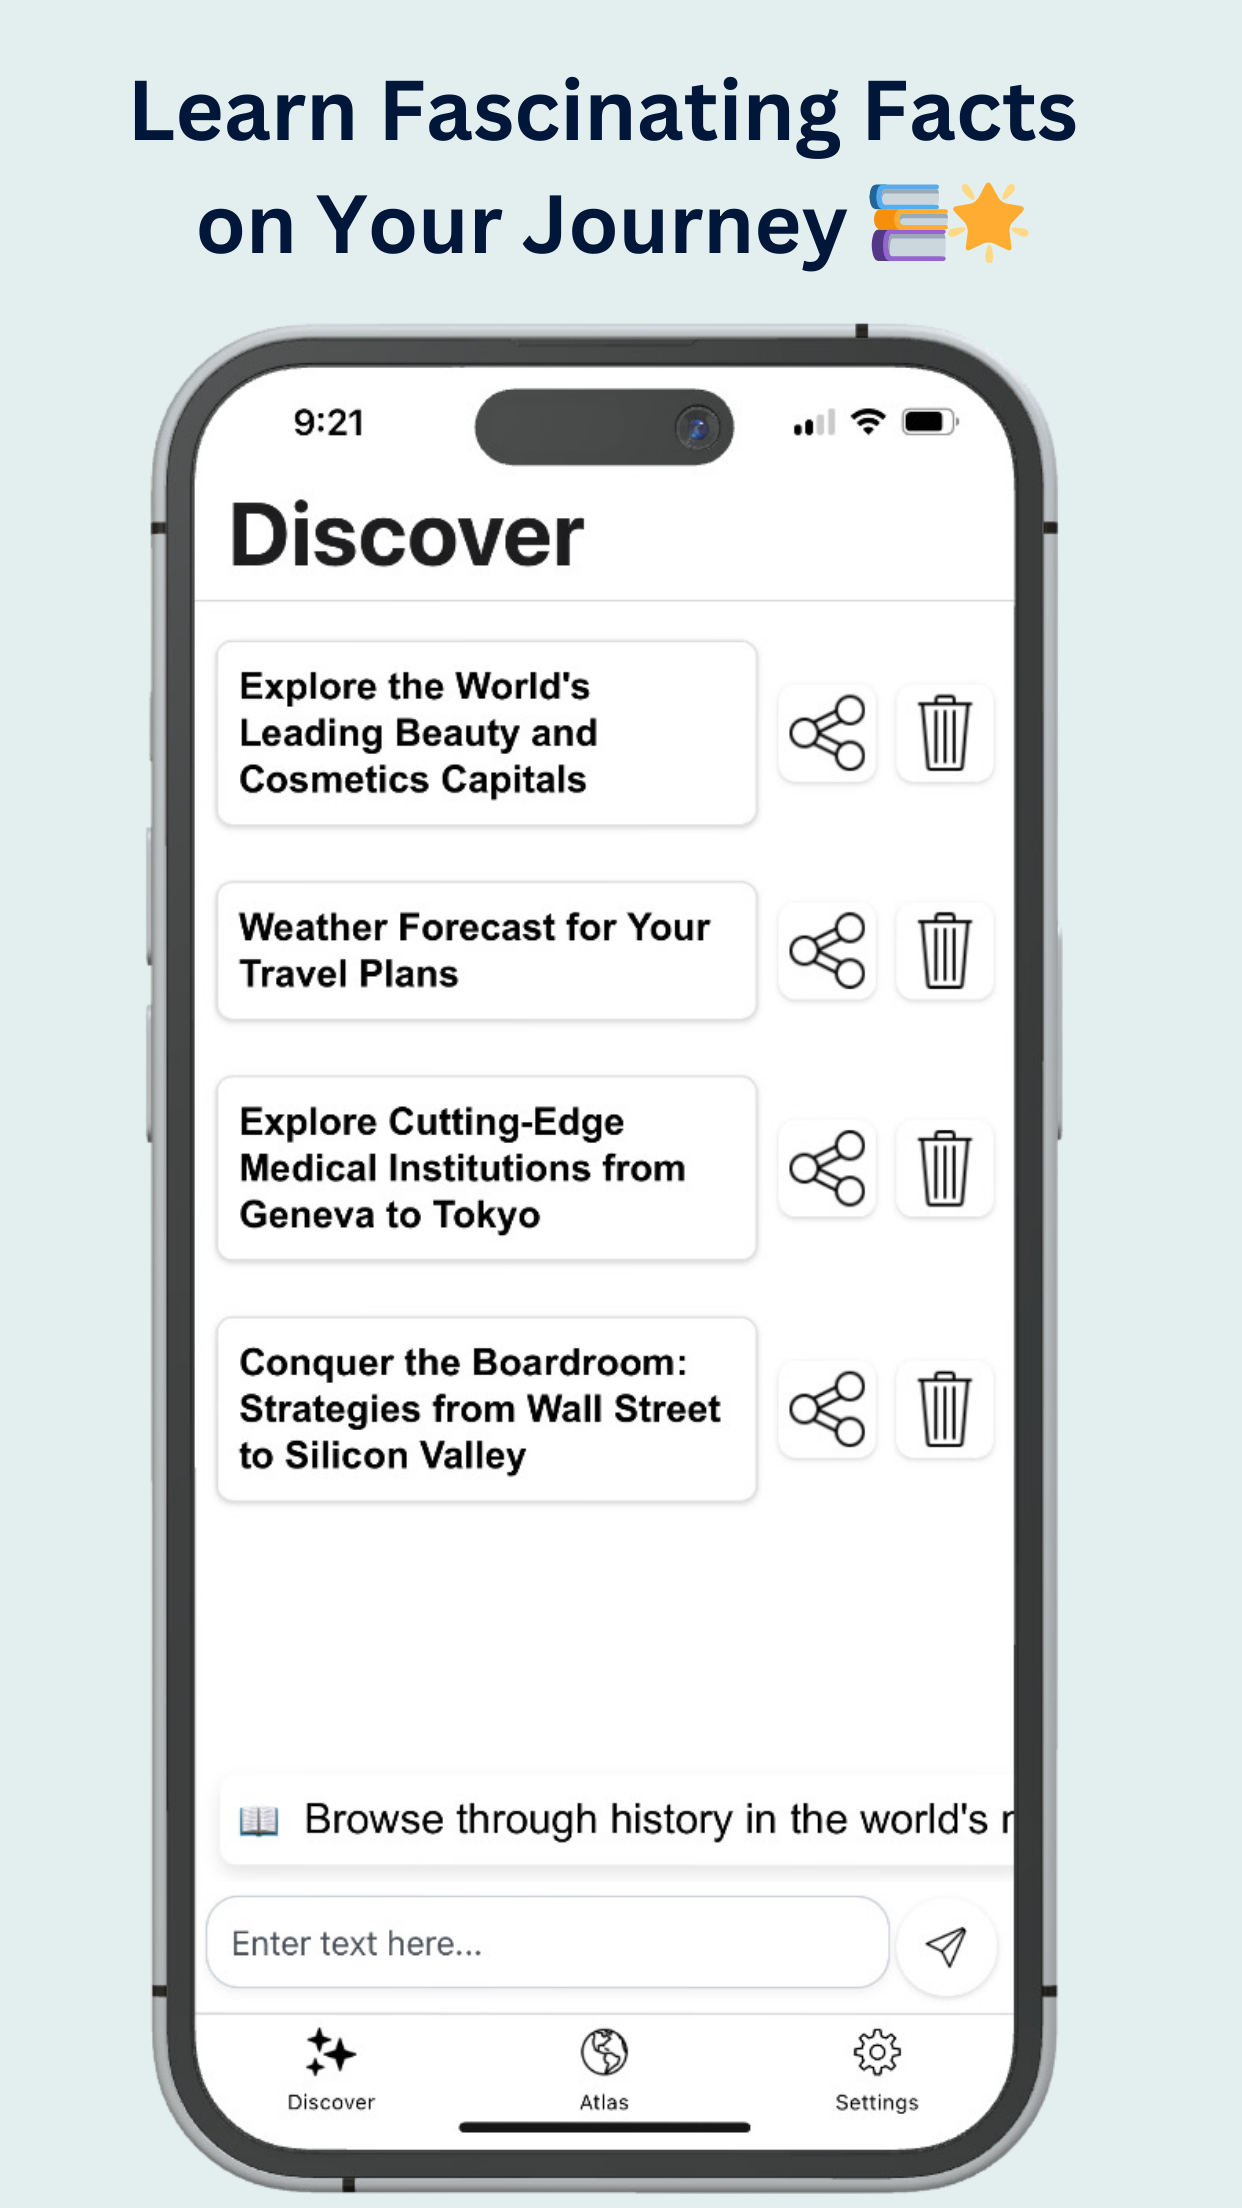 Learn Fascinating Facts
on Your Journey 📚🌟
9:21
Discover
Explore the World's
Leading Beauty and
Cosmetics Capitals
Weather Forecast for Your
Travel Plans
Explore Cutting-Edge
Medical Institutions from
Geneva to Tokyo
Conquer the Boardroom:
Strategies from Wall Street
to Silicon Valley
📖 Browse through history in the world's
Enter text here...
Discover
Atlas
Settings